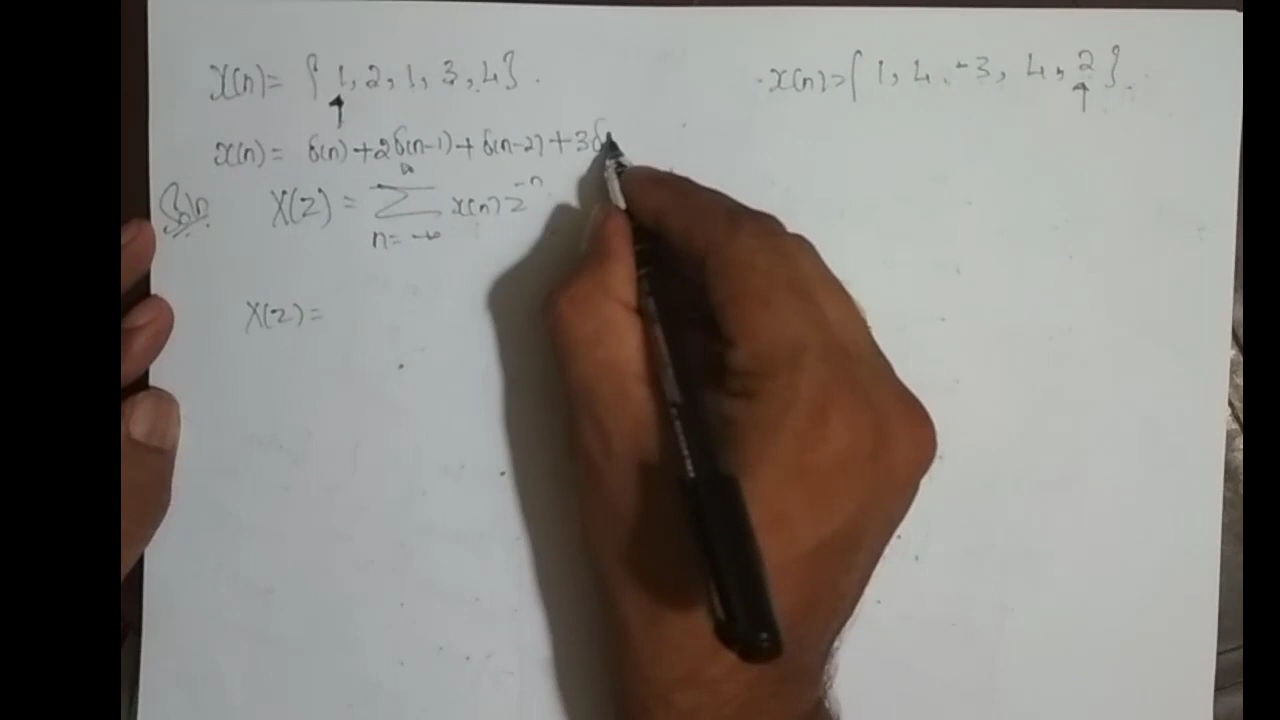 x(n) = { 1, 2, 1, 3, 4 } .
↑
x(n) = δ(n) + 2δ(n-1) + δ(n-2) + 3δ
Soln X(z) = ∑ x(n) z^-n
n = -∞
X(z) =
x(n) = { 1, 4, -3, 4, 2 } .
↑